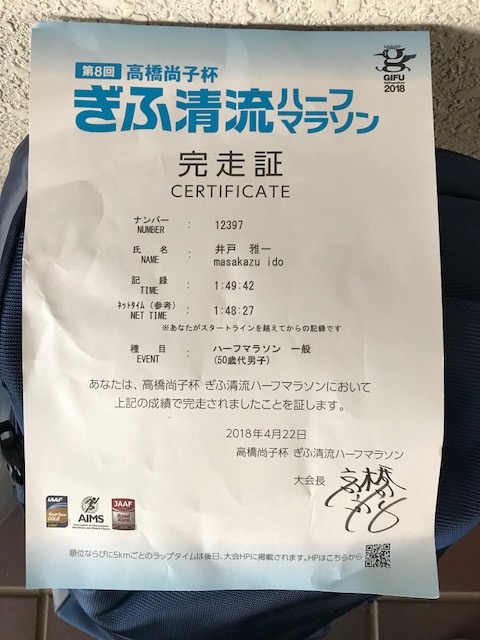 第8回 高橋尚子杯
ぎふ清流ハーフマラソン
GIFU
2018
完走証
CERTIFICATE
ナンバー
NUMBER : 12397
氏 名 井戸 雅一
NAME : masakazu ido
記 録
TIME : 1:49:42
ネットタイム (参考)
NET TIME : 1:48:27
※あなたがスタートラインを越えてからの記録です
種 目 ハーフマラソン 一般
EVENT : (50歳代男子)
あなたは、高橋尚子杯 ぎふ清流ハーフマラソンにおいて
上記の成績で完走されましたことを証します。
2018年4月22日
高橋尚子杯 ぎふ清流ハーフマラソン
大会長
IAAF
Road Race
GOLD
AIMS
JAAF
Road Race
順位ならびに5kmごとのラップタイムは後日、大会HPに掲載されます。HPはこちらから